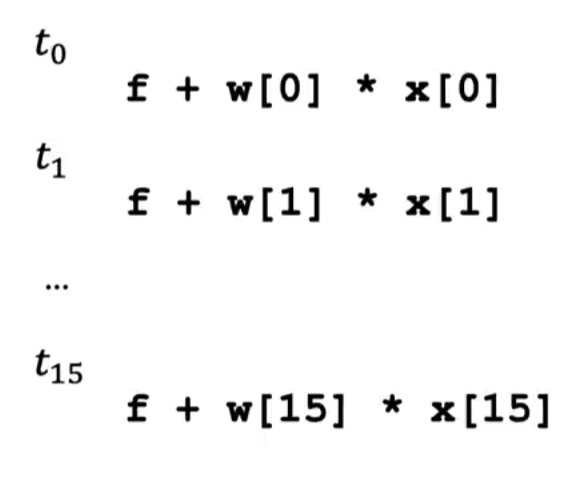 t₀
f + w[0] * x[0]
t₁
f + w[1] * x[1]
...
t₁₅
f + w[15] * x[15]